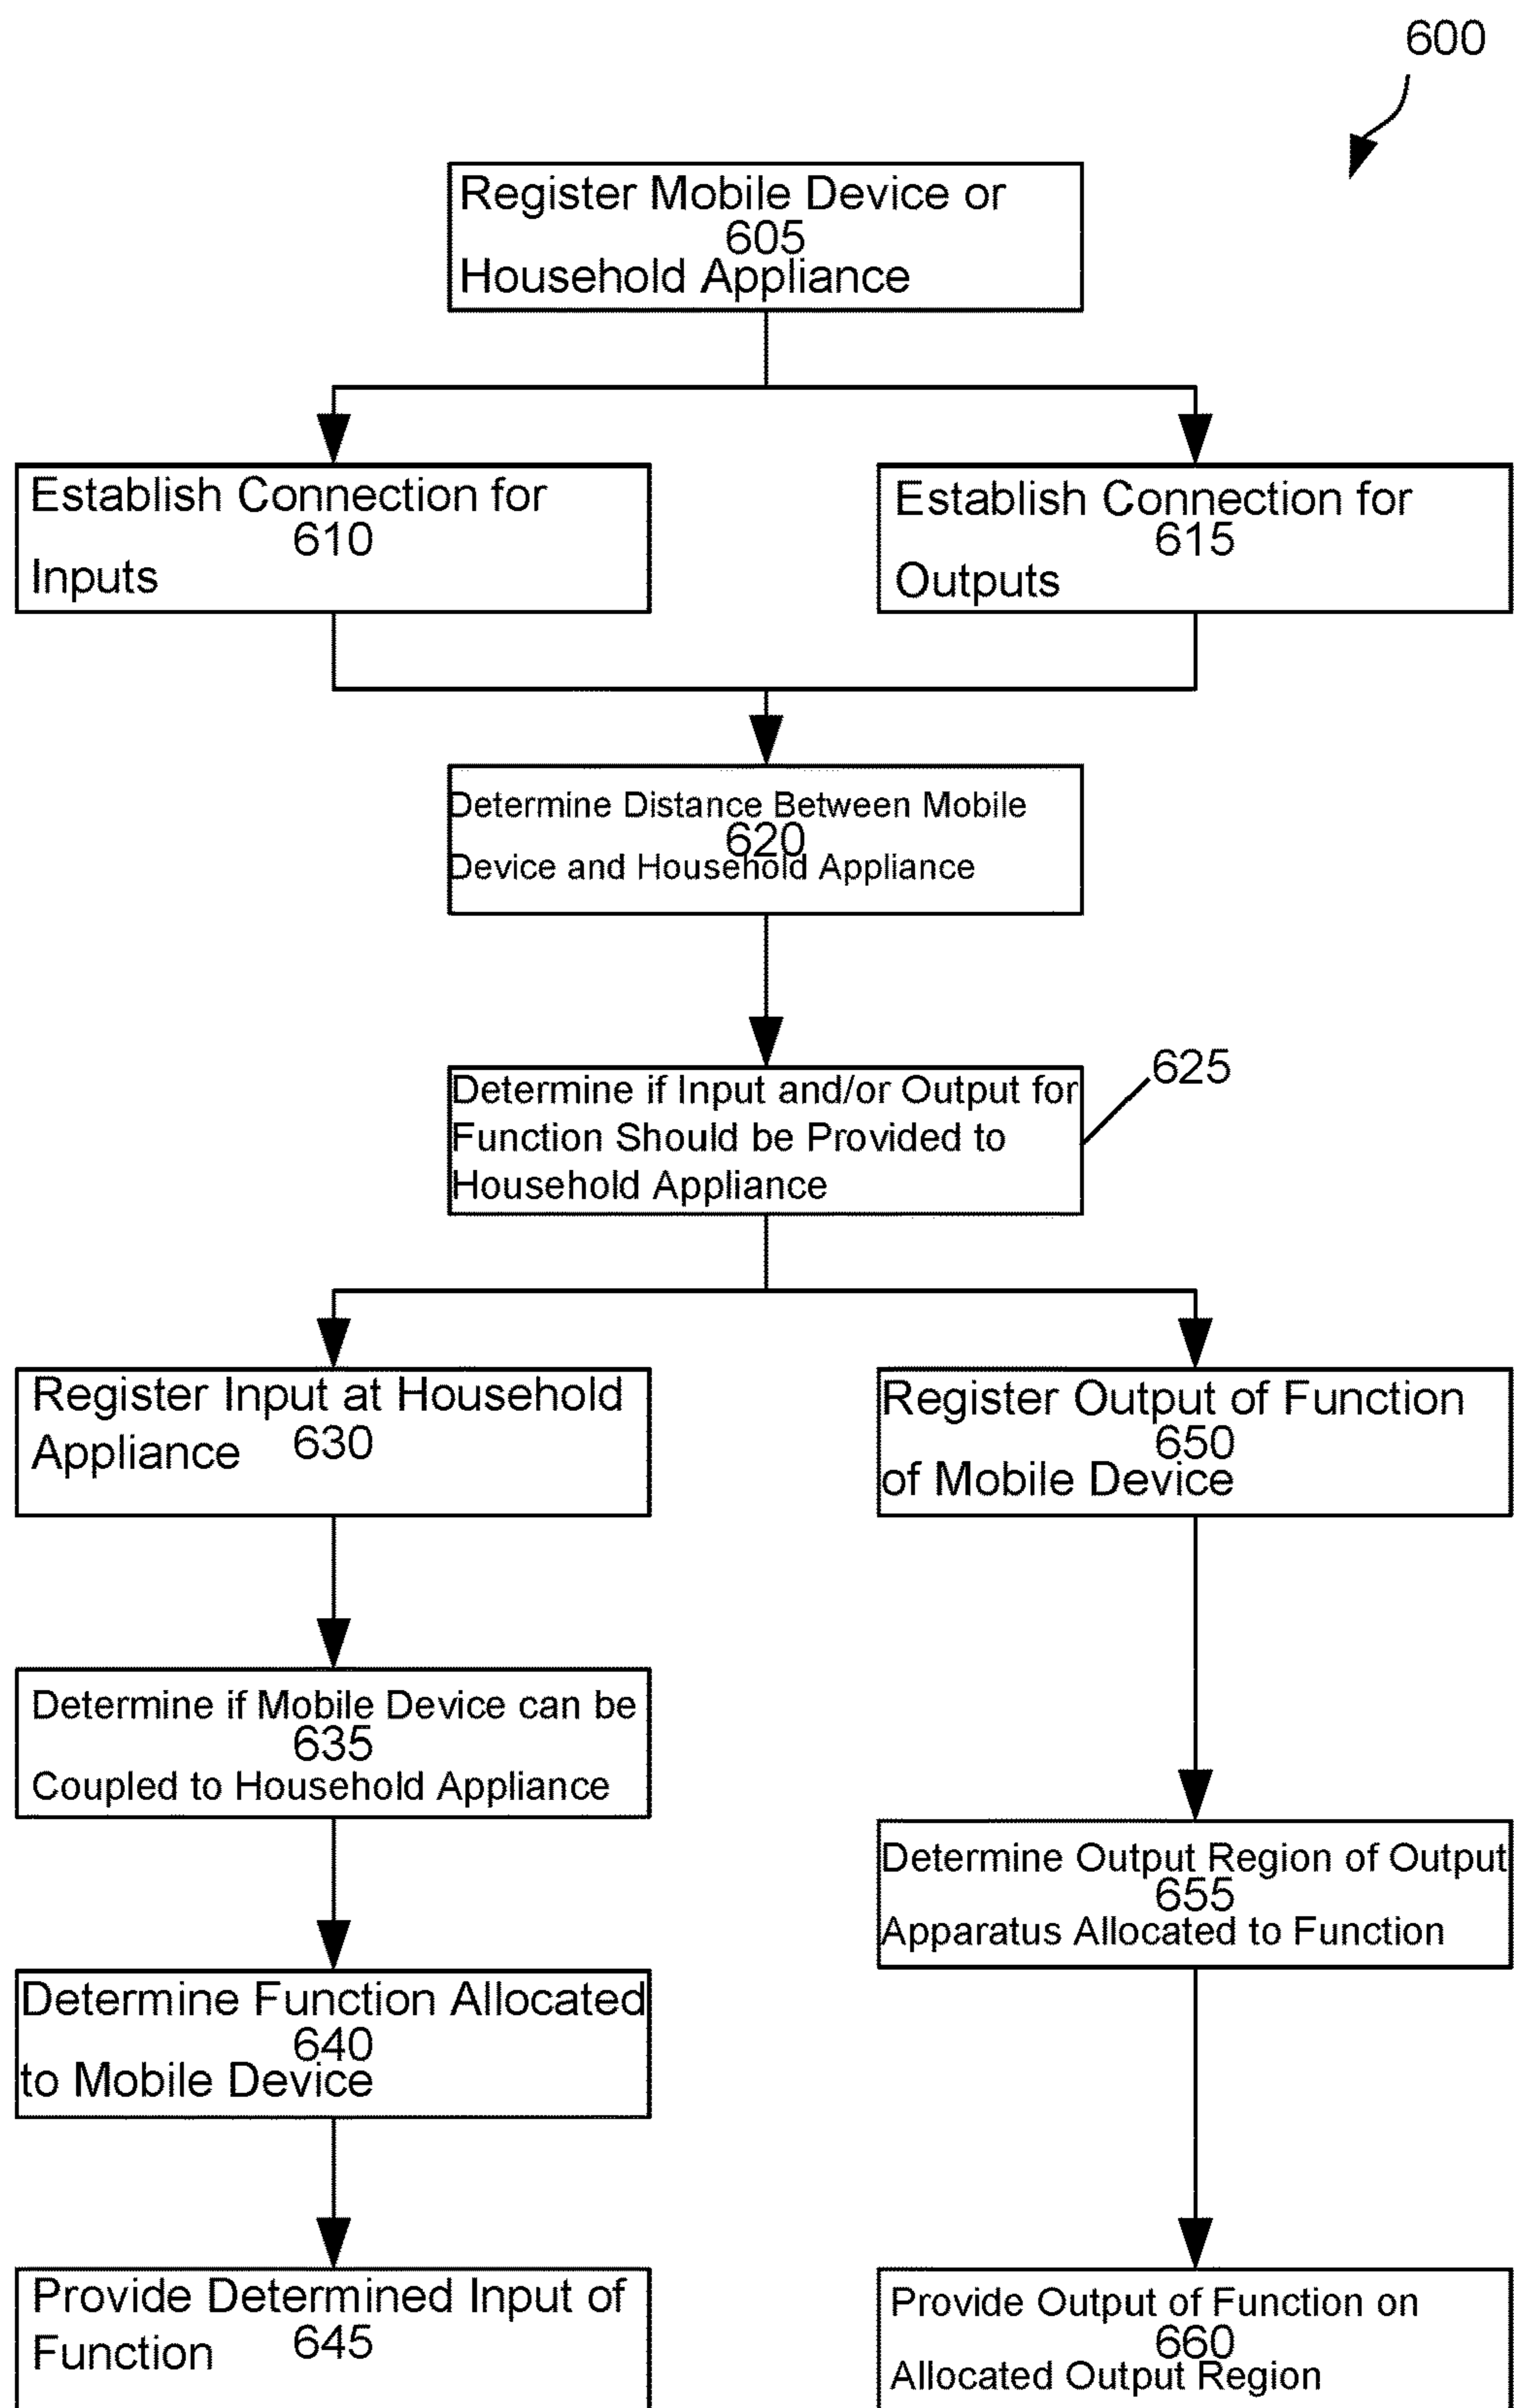 600
Register Mobile Device or
605
Household Appliance
Establish Connection for
610
Inputs
Establish Connection for
615
Outputs
Determine Distance Between Mobile
620
Device and Household Appliance
625
Determine if Input and/or Output for
Function Should be Provided to
Household Appliance
Register Input at Household
Appliance 630
Register Output of Function
650
of Mobile Device
Determine if Mobile Device can be
635
Coupled to Household Appliance
Determine Output Region of Output
655
Apparatus Allocated to Function
Determine Function Allocated
640
to Mobile Device
Provide Determined Input of
Function 645
Provide Output of Function on
660
Allocated Output Region